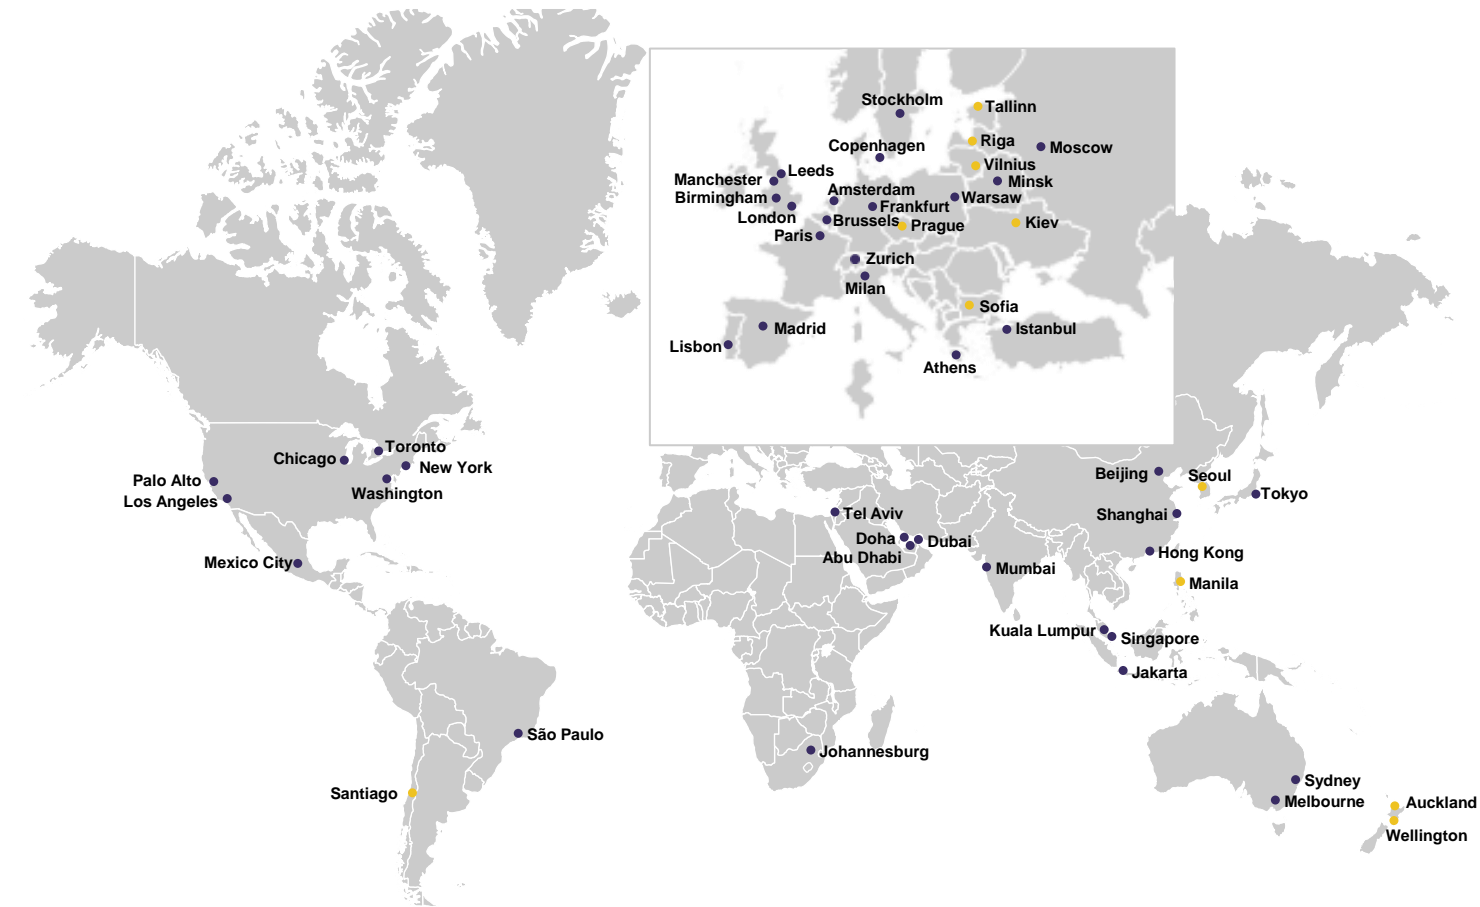 Stockholm
Tallinn
Copenhagen
Riga
Moscow
Vilnius
Leeds
Manchester
Minsk
Amsterdam
Birmingham
Warsaw
Frankfurt
London
Brussels
Kiev
Prague
Paris
Zurich
Milan
Sofia
Madrid
Istanbul
Lisbon
Athens
Toronto
Chicago
New York
Palo Alto
Washington
Los Angeles
Mexico City
Beijing
Seoul
Tokyo
Tel Aviv
Shanghai
Doha
Dubai
Abu Dhabi
Hong Kong
Mumbai
Manila
Kuala Lumpur
Singapore
Jakarta
São Paulo
Johannesburg
Santiago
Sydney
Melbourne
Auckland
Wellington